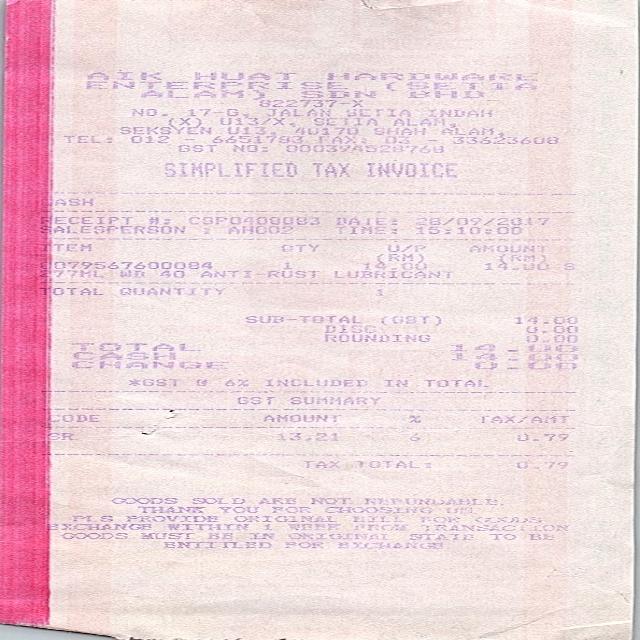 AIK HUAT HARDWARE
ENTERPRISE (SETIA
ALAM) SDN BHD
822737-X
NO. 17-G, JALAN SETIA INDAH
(X) U13/X, SETIA ALAM,
SEKSYEN U13, 40170 SHAH ALAM,
TEL: 012 - 6651783 FAX: 03 - 33623608
GST NO:
SIMPLIFIED TAX INVOICE
CASH
RECEIPT #: DATE: 28/09/2017
SALESPERSON : AH002 TIME: 15:10:00
ITEM QTY U/P AMOUNT
(RM) (RM)
1 14.00 14.00 S
WD 40 ANTI-RUST LUBRICANT
TOTAL QUANTITY 1
SUB-TOTAL (GST) 14.00
DISC 0.00
ROUNDING 0.00
TOTAL 14.00
CASH 14.00
CHANGE 0.00
*GST @ 6% INCLUDED IN TOTAL
GST SUMMARY
CODE AMOUNT % TAX/AMT
SR 13.21 6 0.79
TAX TOTAL: 0.79
GOODS SOLD ARE NOT REFUNDABLE,
THANK YOU FOR CHOOSING US.
PLS PROVIDE ORIGINAL BILL FOR GOODS
EXCHANGE WITHIN 1 WEEK FROM TRANSACTION
GOODS MUST BE IN ORIGINAL STATE TO BE
ENTITLED FOR EXCHANGE